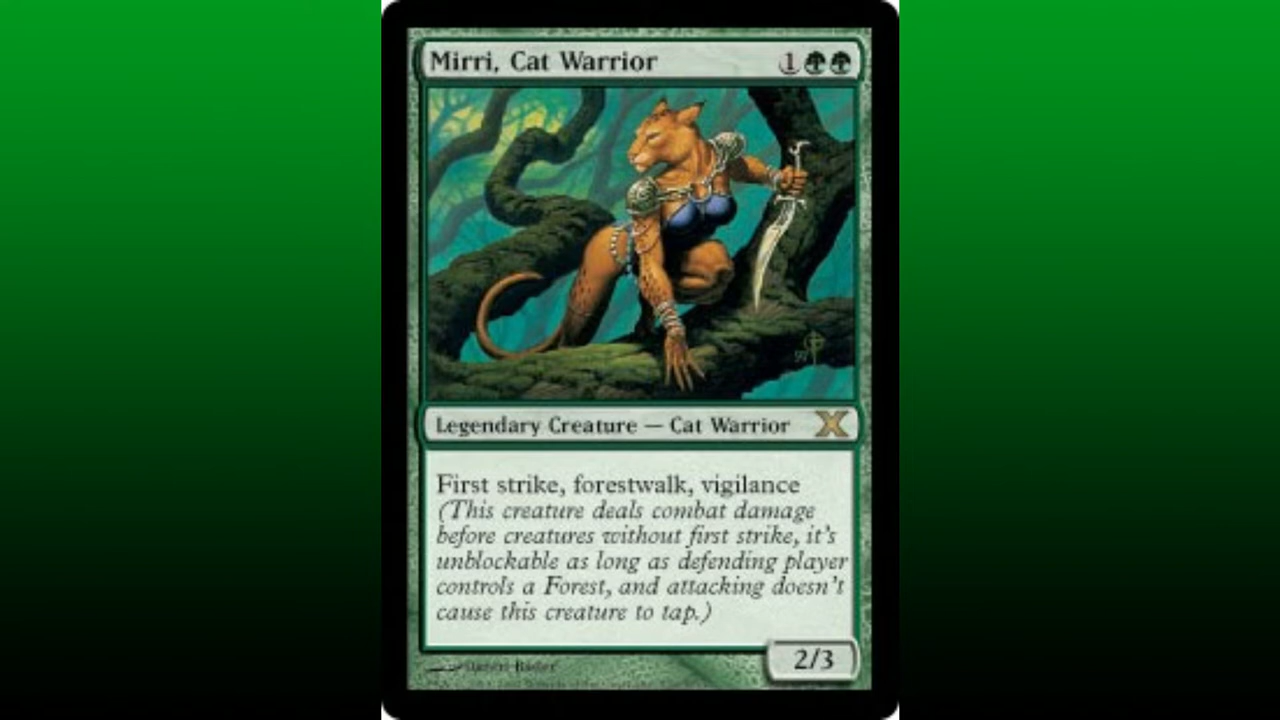 Mirri, Cat Warrior 1
Legendary Creature — Cat Warrior
First strike, forestwalk, vigilance
(This creature deals combat damage
before creatures without first strike, it's
unblockable as long as defending player
controls a Forest, and attacking doesn't
cause this creature to tap.)
2/3